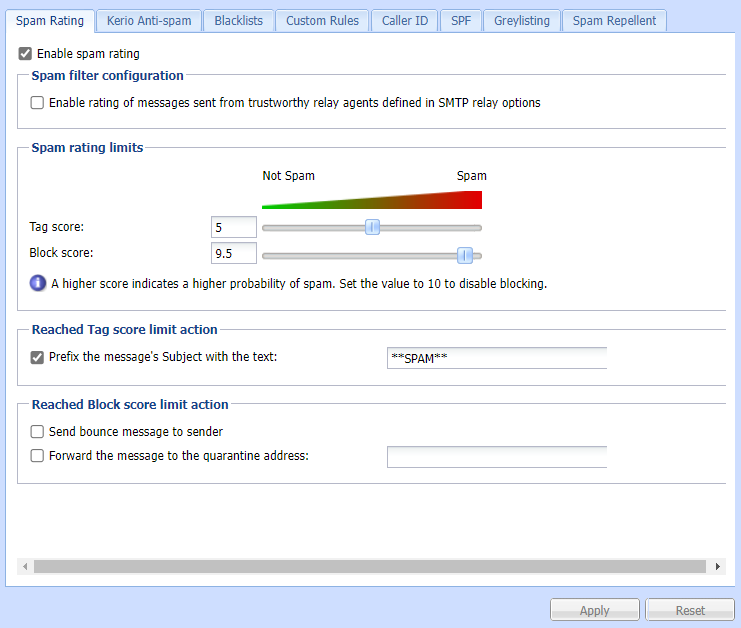 Spam Rating Kerio Anti-spam Blacklists Custom Rules Caller ID SPF Greylisting Spam Repellent
Enable spam rating
Spam filter configuration
Enable rating of messages sent from trustworthy relay agents defined in SMTP relay options
Spam rating limits
Not Spam Spam
Tag score: 5
Block score: 9.5
A higher score indicates a higher probability of spam. Set the value to 10 to disable blocking.
Reached Tag score limit action
Prefix the message's Subject with the text: **SPAM**
Reached Block score limit action
Send bounce message to sender
Forward the message to the quarantine address:
Apply Reset